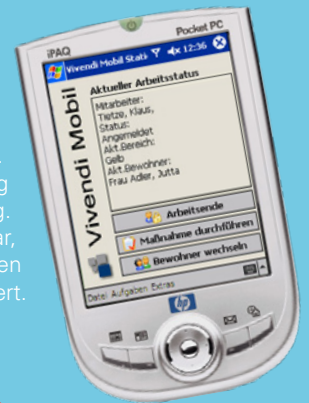 iPAQ
Pocket PC
Vivendi Mobil Stati 12:36
Vivendi Mobil
Aktueller Arbeitsstatus
Mitarbeiter:
Tietze, Klaus,
Status:
Angemeldet
Akt.Bereich:
Gelb
Akt.Bewohner:
Frau Adler, Jutta
Arbeitsende
Maßnahme durchführen
Bewohner wechseln
Datei Aufgaben Extras
hp
g
g.
ar,
en
ert.